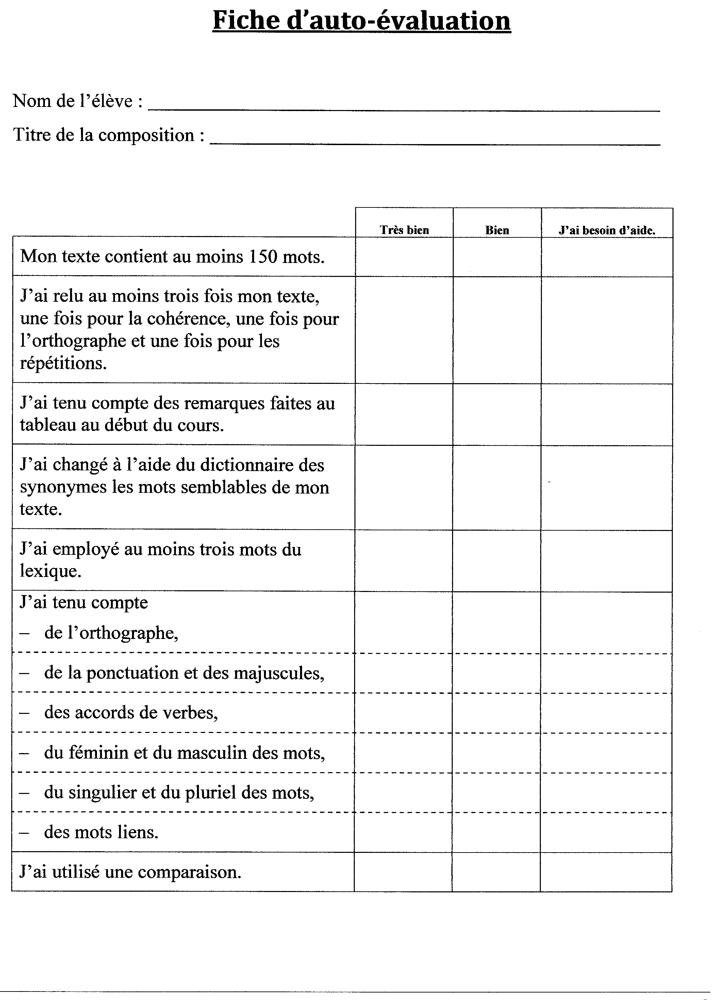 Fiche d’auto-évaluation
Nom de l’élève :
Titre de la composition :
Très bien Bien J’ai besoin d’aide.
Mon texte contient au moins 150 mots.
J’ai relu au moins trois fois mon texte,
une fois pour la cohérence, une fois pour
l’orthographe et une fois pour les
répétitions.
J’ai tenu compte des remarques faites au
tableau au début du cours.
J’ai changé à l’aide du dictionnaire des
synonymes les mots semblables de mon
texte.
J’ai employé au moins trois mots du
lexique.
J’ai tenu compte
– de l’orthographe,
– de la ponctuation et des majuscules,
– des accords de verbes,
– du féminin et du masculin des mots,
– du singulier et du pluriel des mots,
– des mots liens.
J’ai utilisé une comparaison.